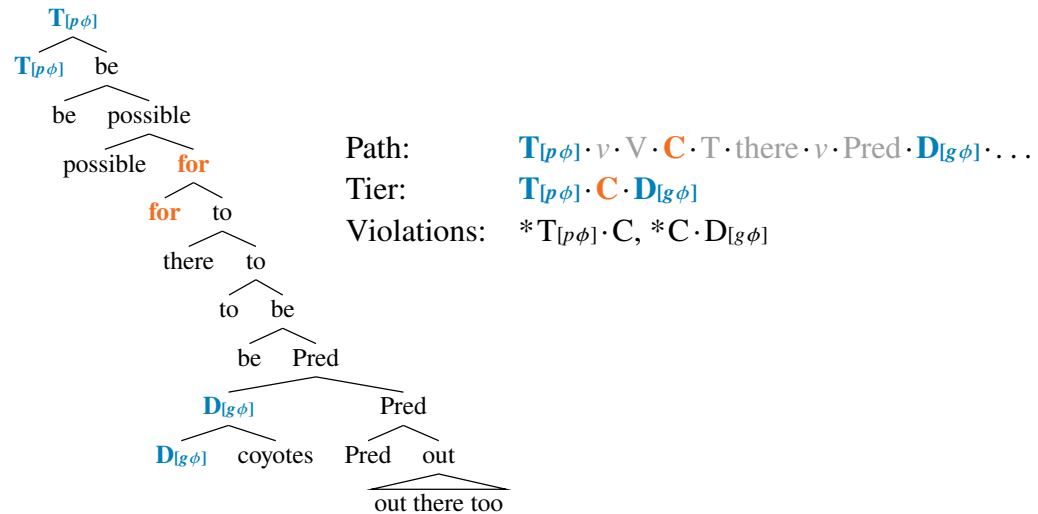 T[pϕ]
T[pϕ] be
be possible
possible for
for to
there to
to be
be Pred
D[gϕ] Pred
D[gϕ] coyotes Pred out
out there too
Path: T[pϕ] · v · V · C · T · there · v · Pred · D[gϕ] · ...
Tier: T[pϕ] · C · D[gϕ]
Violations: *T[pϕ] · C, *C · D[gϕ]